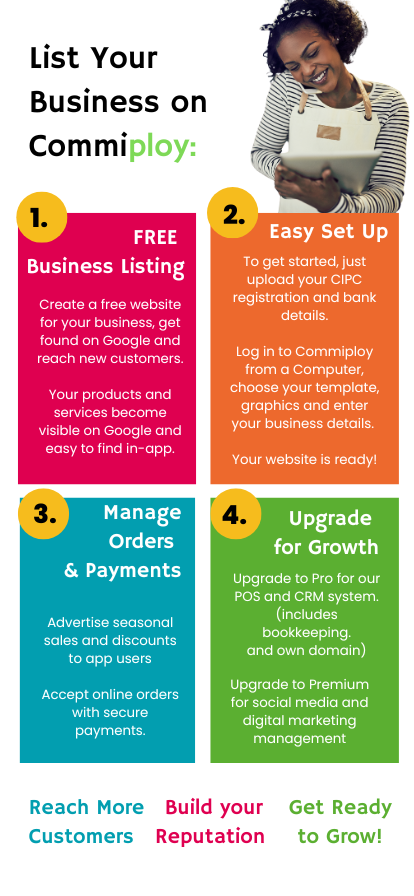 List Your
Business on
Commiploy:
1.
FREE
Business Listing
Create a free website
for your business, get
found on Google and
reach new customers.
Your products and
services become
visible on Google and
easy to find in-app.
2.
Easy Set Up
To get started, just
upload your CIPC
registration and bank
details.
Log in to Commiploy
from a Computer,
choose your template,
graphics and enter
your business details.
Your website is ready!
3.
Manage
Orders
& Payments
Advertise seasonal
sales and discounts
to app users
Accept online orders
with secure
payments.
4.
Upgrade
for Growth
Upgrade to Pro for our
POS and CRM system.
(includes
bookkeeping.
and own domain)
Upgrade to Premium
for social media and
digital marketing
management
Reach More
Customers
Build your
Reputation
Get Ready
to Grow!